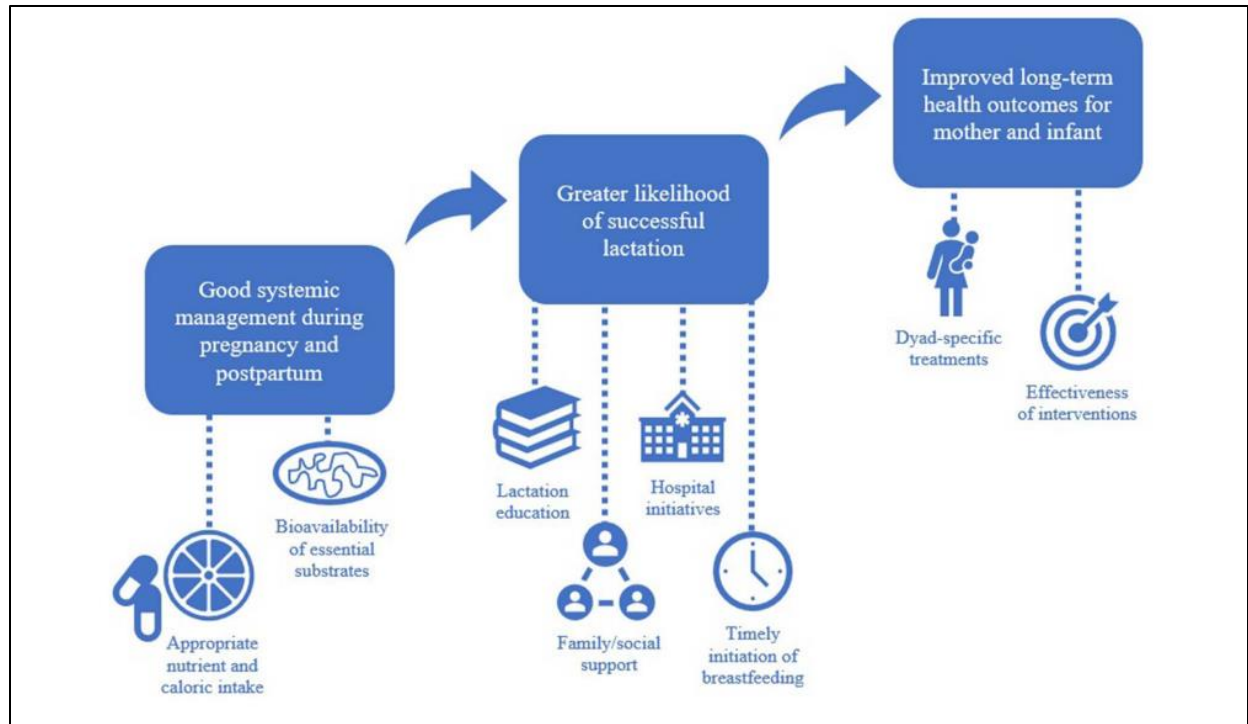 Good systemic
management during
pregnancy and
postpartum
Appropriate
nutrient and
caloric intake
Bioavailability
of essential
substrates
Greater likelihood
of successful
lactation
Lactation
education
Family/social
support
Hospital
initiatives
Timely
initiation of
breastfeeding
Improved long-term
health outcomes for
mother and infant
Dyad-specific
treatments
Effectiveness
of interventions